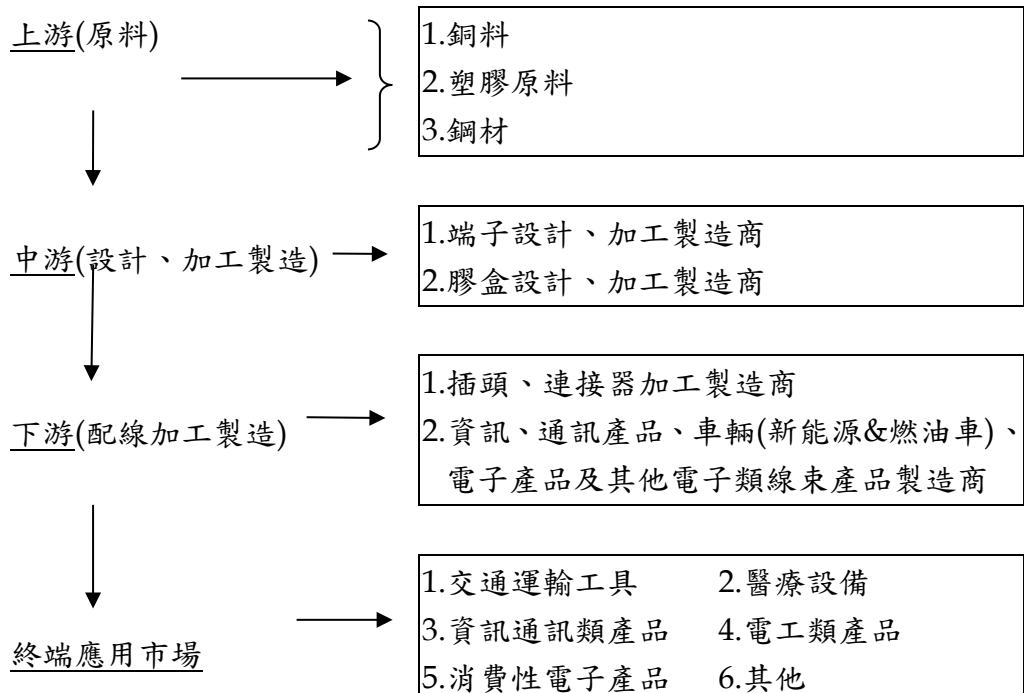 上游(原料)
1.銅料
2.塑膠原料
3.鋼材
中游(設計、加工製造)
1.端子設計、加工製造商
2.膠盒設計、加工製造商
下游(配線加工製造)
1.插頭、連接器加工製造商
2.資訊、通訊產品、車輛(新能源&燃油車)、
電子產品及其他電子類線束產品製造商
終端應用市場
1.交通運輸工具 2.醫療設備
3.資訊通訊類產品 4.電工類產品
5.消費性電子產品 6.其他